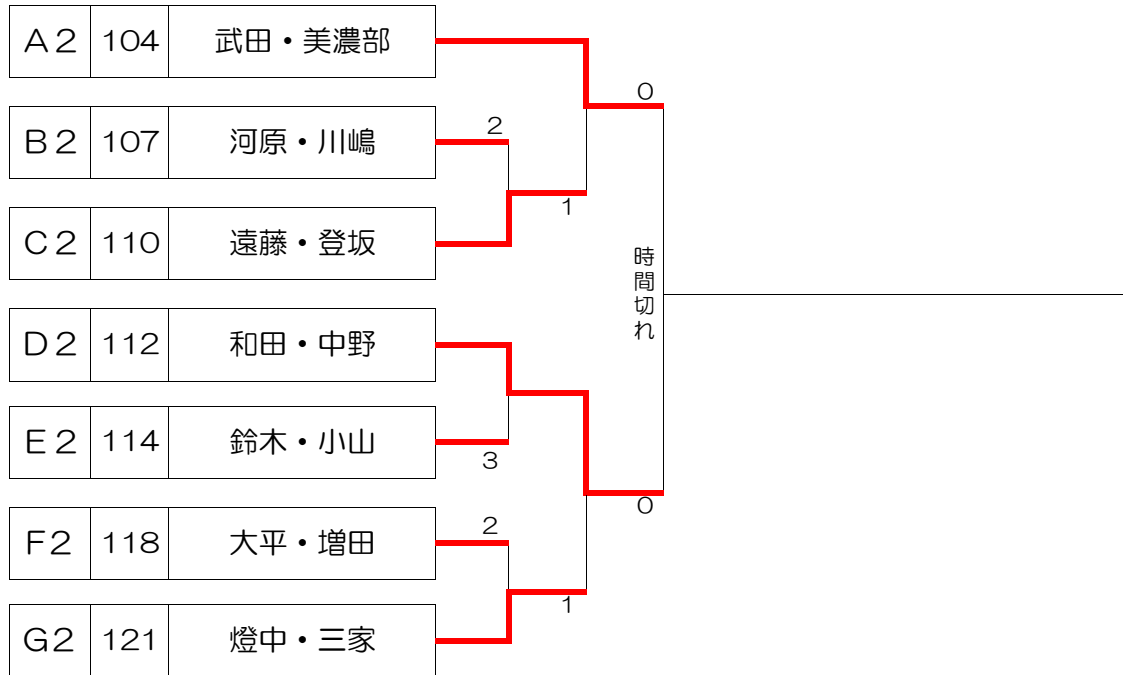 A2 104 武田・美濃部
0
B2 107 河原・川嶋 2
1
C2 110 遠藤・登坂
時間切れ
D2 112 和田・中野
E2 114 鈴木・小山
3
0
F2 118 大平・増田 2
1
G2 121 燈中・三家